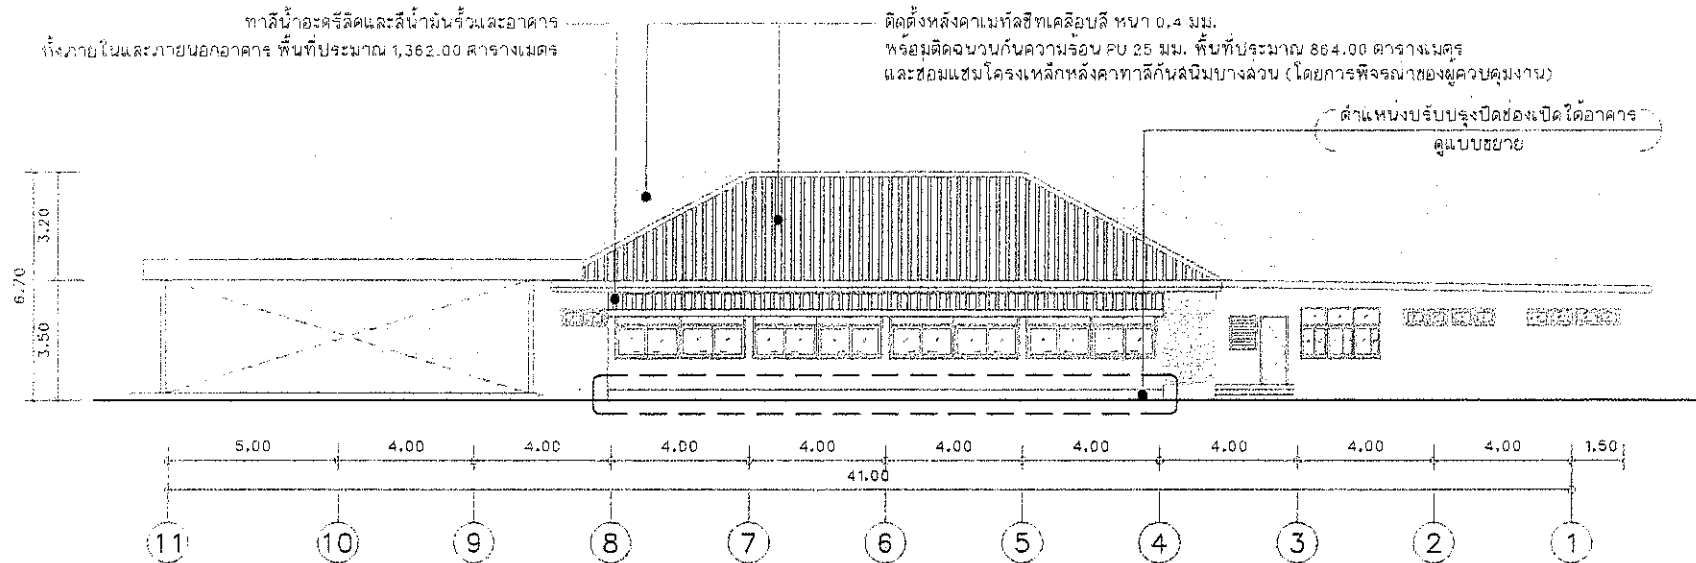 ทาสีน้ำอะคริลิคและสีน้ำมันรั้วและอาคาร
ทั้งภายในและภายนอกอาคาร พื้นที่ประมาณ 1,362.00 ตารางเมตร
ติดตั้งหลังคาเมทัลชีทเคลือบสี หนา 0.4 มม.
พร้อมติดฉนวนกันความร้อน PU 25 มม. พื้นที่ประมาณ 864.00 ตารางเมตร
และซ่อมแซมโครงเหล็กหลังคาทาสีกันสนิมบางส่วน (โดยการพิจรณาของผู้ควบคุมงาน)
ตำแหน่งปรับปรุงปิดช่องเปิดใต้อาคาร
ดูแบบขยาย
3.20
6.70
3.50
5.00 4.00 4.00 4.00 4.00 4.00 4.00 4.00 4.00 4.00 1.50
41.00
11 10 9 8 7 6 5 4 3 2 1